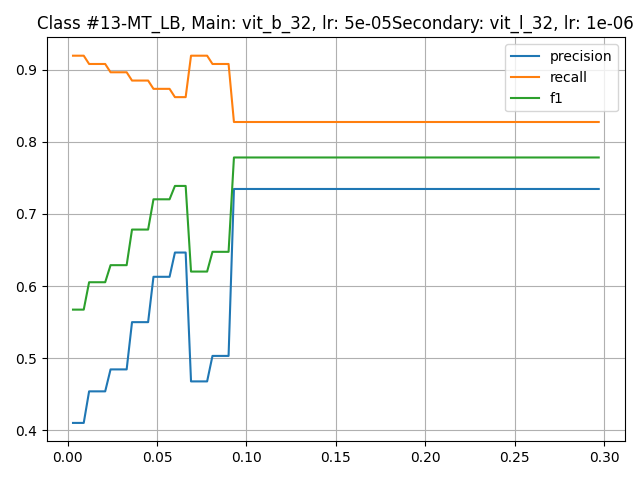 Class #13-MT_LB, Main: vit_b_32, lr: 5e-05Secondary: vit_l_32, lr: 1e-06
precision
recall
f1
0.9
0.8
0.7
0.6
0.5
0.4
0.00 0.05 0.10 0.15 0.20 0.25 0.30